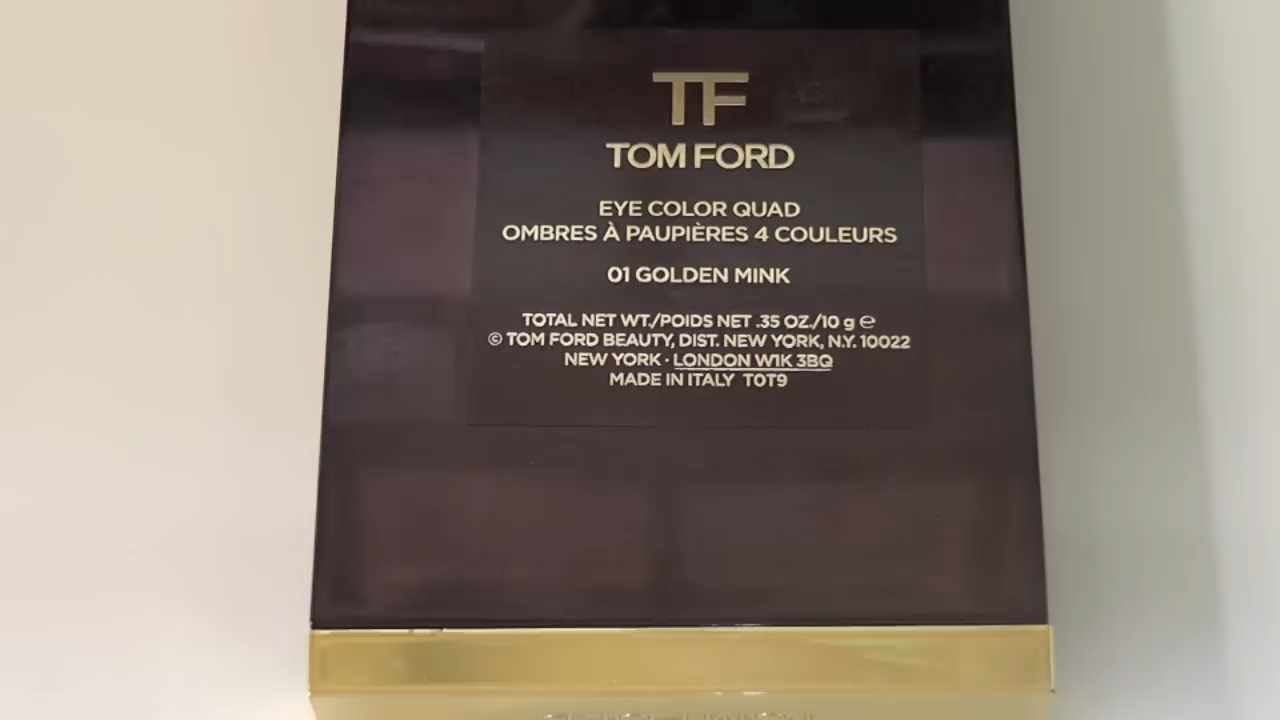 TF
TOM FORD
EYE COLOR QUAD
OMBRES À PAUPIÈRES 4 COULEURS
01 GOLDEN MINK
TOTAL NET WT./POIDS NET .35 OZ./10 g ℮
© TOM FORD BEAUTY, DIST. NEW YORK, N.Y. 10022
NEW YORK · LONDON W1K 3BQ
MADE IN ITALY TOT9